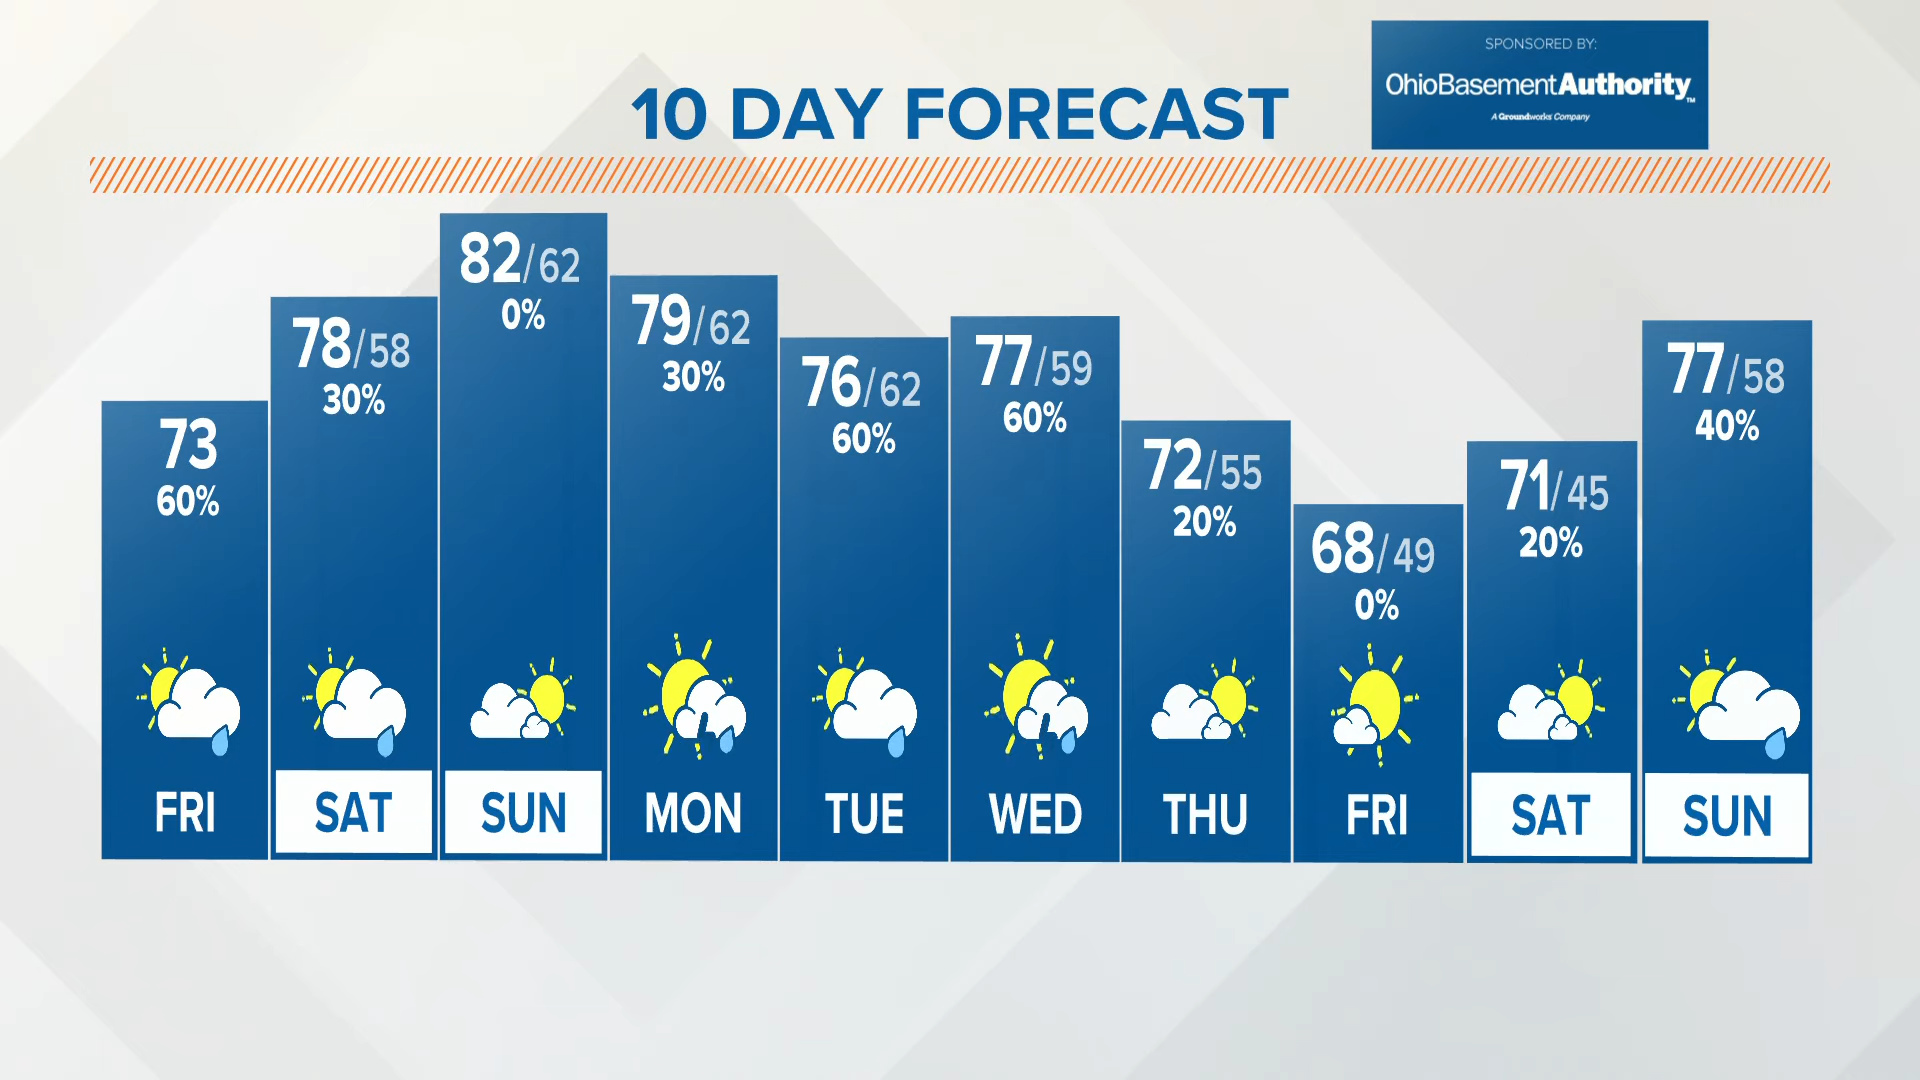 SPONSORED BY:
OhioBasementAuthority™
A Groundworks Company
10 DAY FORECAST
73
60%
FRI
78/58
30%
SAT
82/62
0%
SUN
79/62
30%
MON
76/62
60%
TUE
77/59
60%
WED
72/55
20%
THU
68/49
0%
FRI
71/45
20%
SAT
77/58
40%
SUN